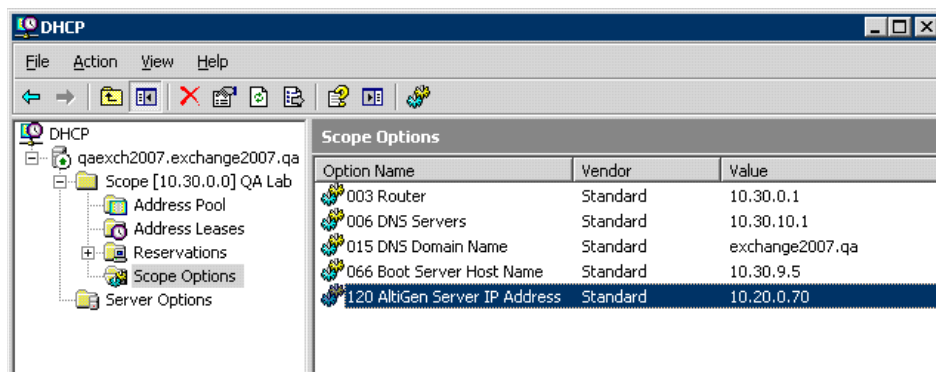 DHCP
File Action View Help
DHCP
qaexch2007.exchange2007.qa
Scope [10.30.0.0] QA Lab
Address Pool
Address Leases
Reservations
Scope Options
Server Options
Scope Options
Option Name Vendor Value
003 Router Standard 10.30.0.1
006 DNS Servers Standard 10.30.10.1
015 DNS Domain Name Standard exchange2007.qa
066 Boot Server Host Name Standard 10.30.9.5
120 AltiGen Server IP Address Standard 10.20.0.70